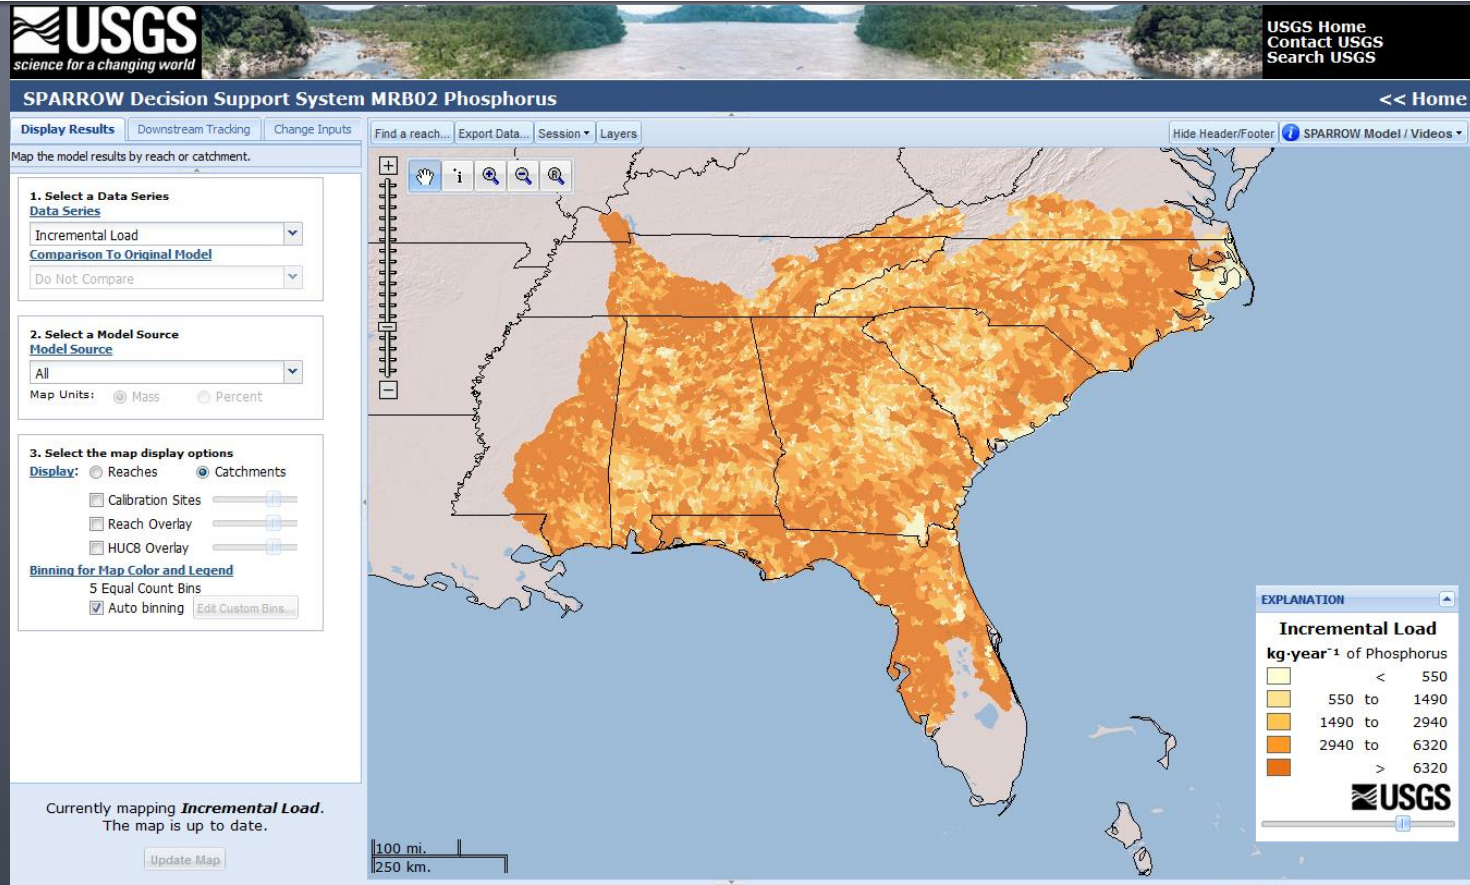 USGS
science for a changing world
USGS Home
Contact USGS
Search USGS
SPARROW Decision Support System MRB02 Phosphorus
<< Home
Display Results
Downstream Tracking
Change Inputs
Find a reach...
Export Data...
Session
Layers
Hide Header/Footer
i SPARROW Model / Videos
Map the model results by reach or catchment.
1. Select a Data Series
Data Series
Incremental Load
Comparison To Original Model
Do Not Compare
2. Select a Model Source
Model Source
All
Map Units: Mass Percent
3. Select the map display options
Display: Reaches Catchments
Calibration Sites
Reach Overlay
HUC8 Overlay
Binning for Map Color and Legend
5 Equal Count Bins
Auto binning Edit Custom Bins...
Currently mapping Incremental Load.
The map is up to date.
Update Map
+
i
R
−
100 mi.
250 km.
EXPLANATION
Incremental Load
kg·year⁻¹ of Phosphorus
< 550
550 to 1490
1490 to 2940
2940 to 6320
> 6320
USGS